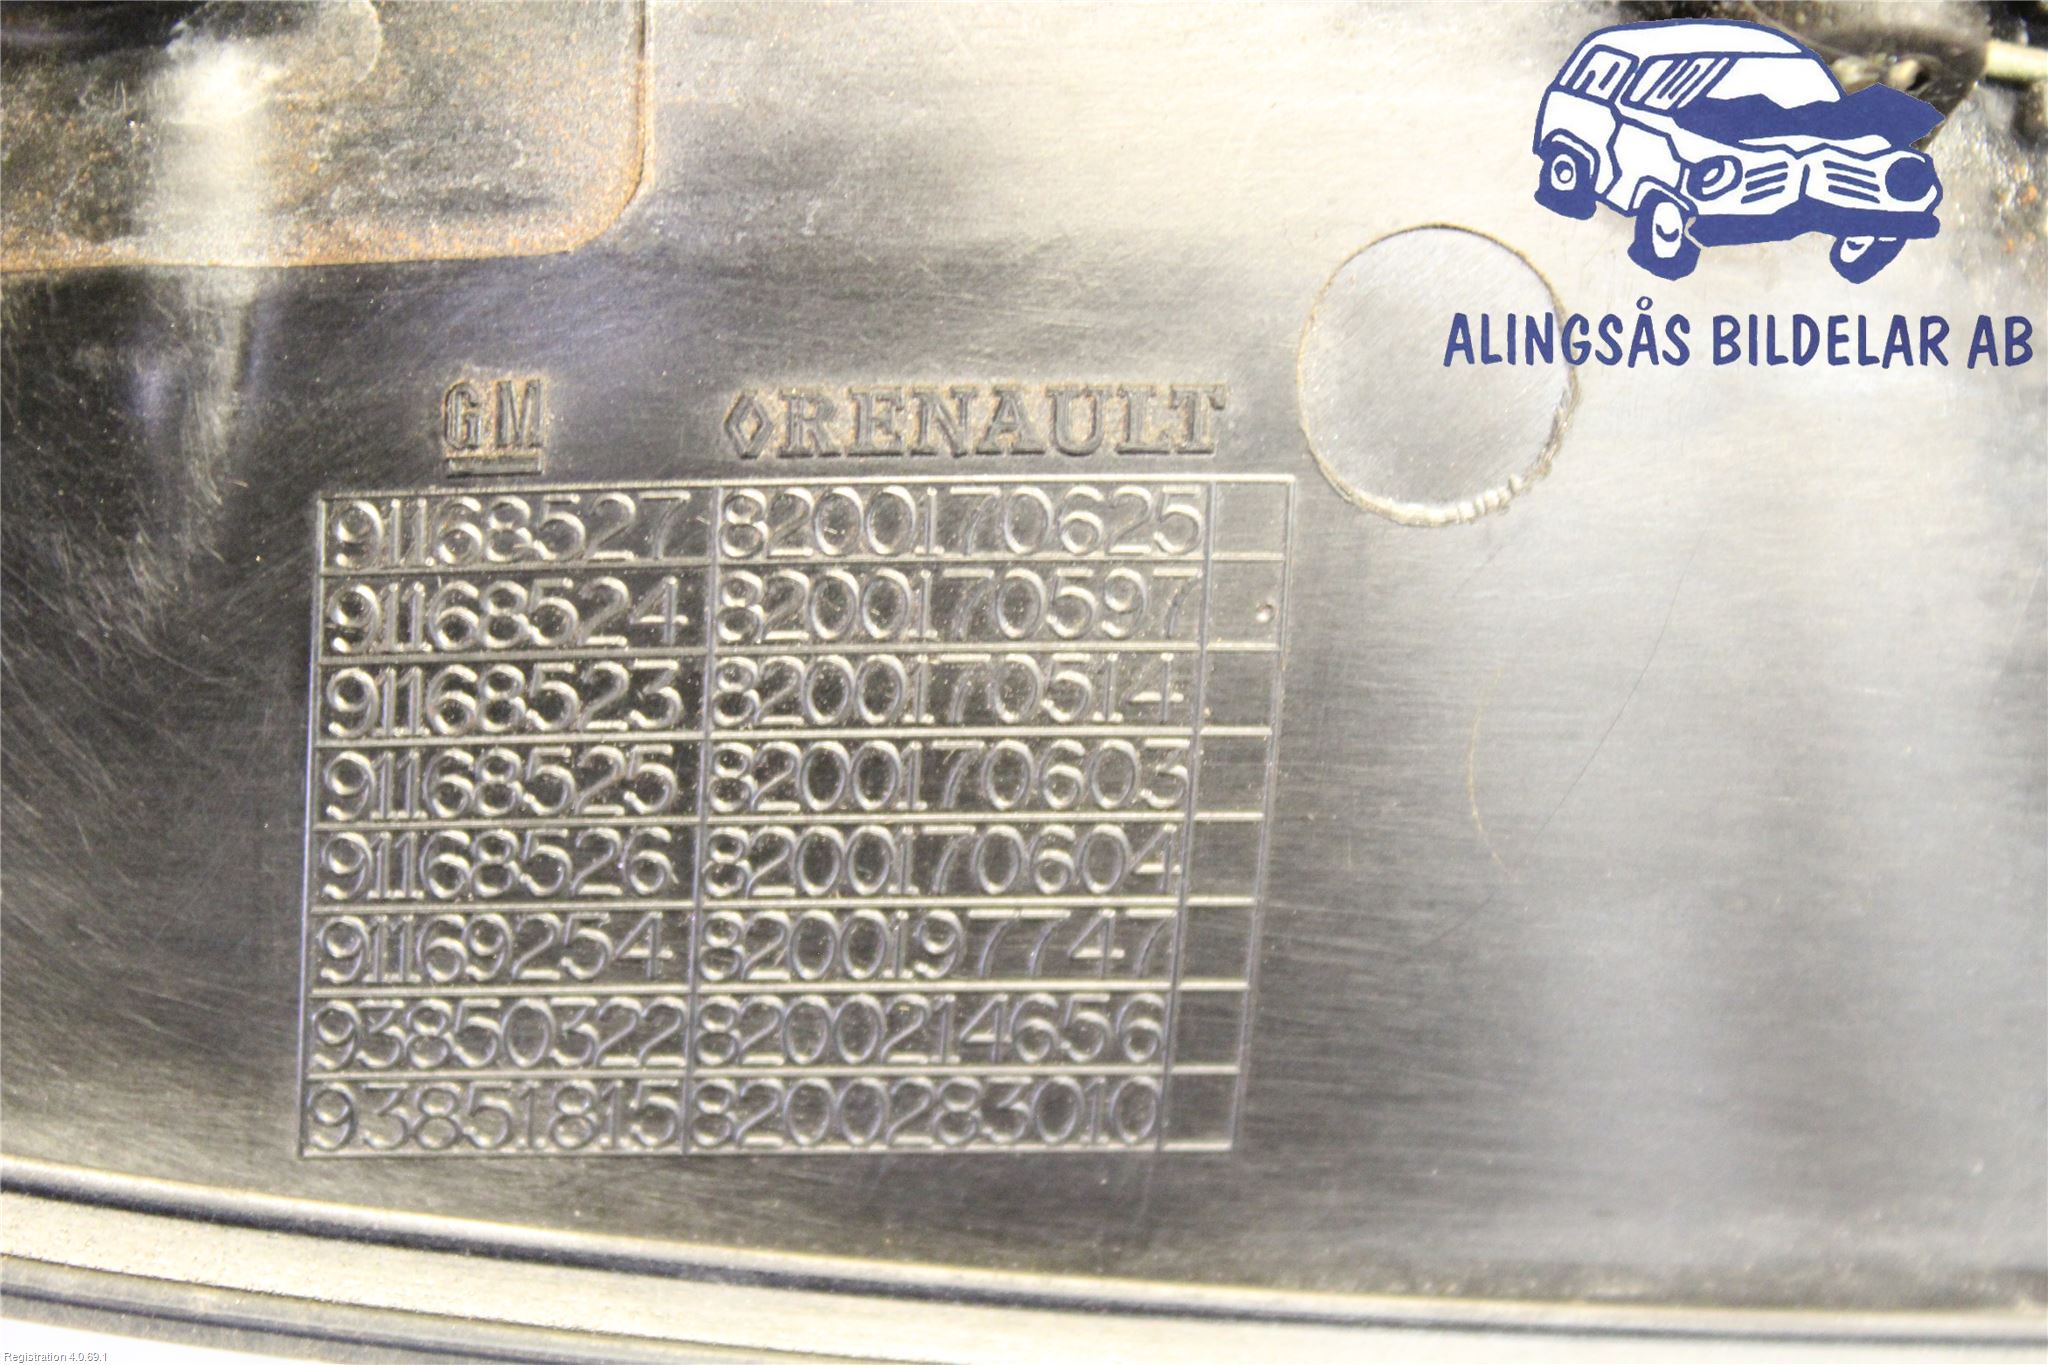 ALINGSÅS BILDELAR AB
GM RENAULT
91168527 8200170625
91168524 8200170597
91168523 8200170514
91168525 8200170603
91168526 8200170604
91169254 8200197747
93850322 8200214656
93851815 8200283010
Registration 4.0.69.1